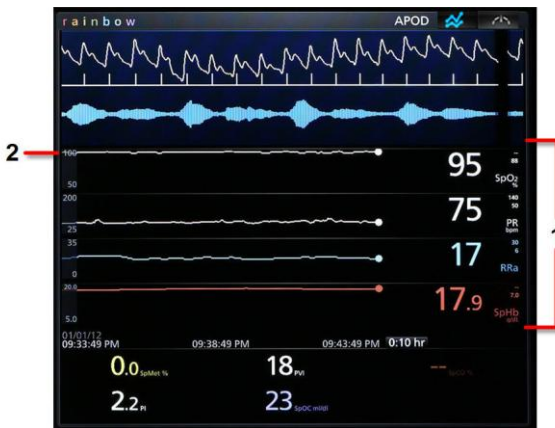 rainbow APOD
2
100 95 88
50 SpO2 %
200 75 140
50
25 PR bpm
35 17 30
6
0 RRa
20.6 17.9 7.0
5.0 SpHb
01/01/12
09:33:49 PM 09:38:49 PM 09:43:49 PM 0:10 hr
0.0 SpMet % 18 PVI -- SpCO %
2.2 PI 23 SpOC ml/dl